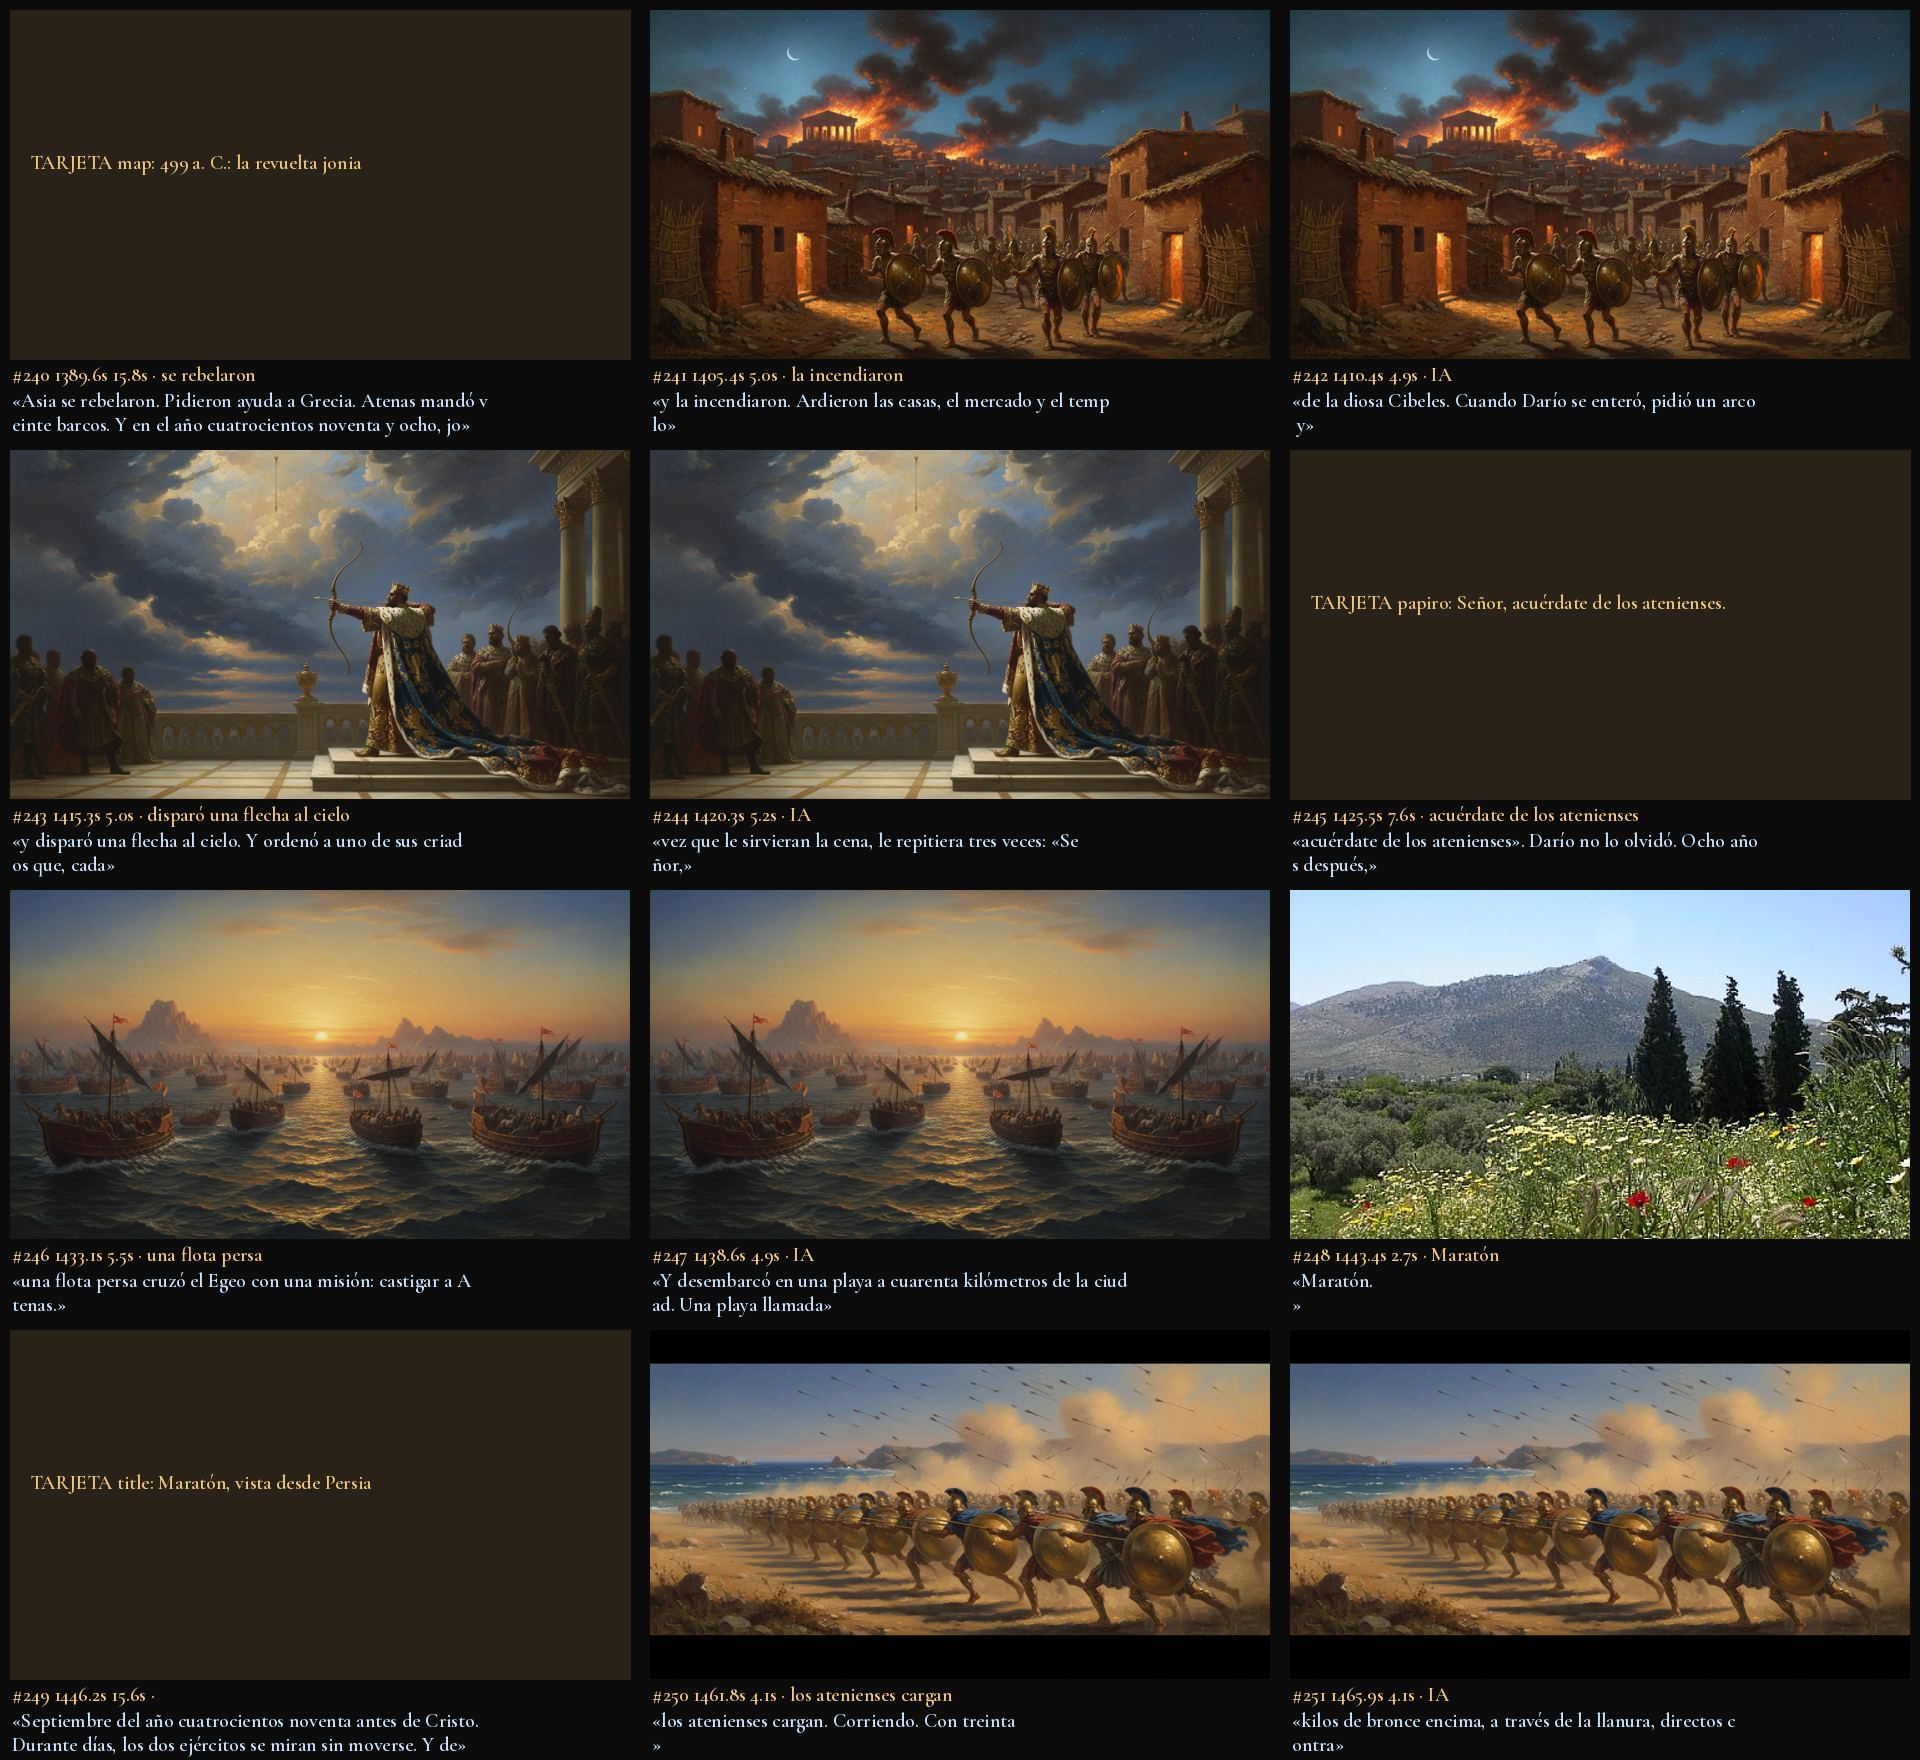 TARJETA map: 499 a. C.: la revuelta jonia
#240 1389.6s 15.8s · se rebelaron
«Asia se rebelaron. Pidieron ayuda a Grecia. Atenas mandó v
einte barcos. Y en el año cuatrocientos noventa y ocho, jo»
#241 1405.4s 5.0s · la incendiaron
«y la incendiaron. Ardieron las casas, el mercado y el temp
lo»
#242 1410.4s 4.9s · IA
«de la diosa Cibeles. Cuando Darío se enteró, pidió un arco
y»
#243 1415.3s 5.0s · disparó una flecha al cielo
«y disparó una flecha al cielo. Y ordenó a uno de sus criad
os que, cada»
#244 1420.3s 5.2s · IA
«vez que le sirvieran la cena, le repitiera tres veces: «Se
ñor,»
TARJETA papiro: Señor, acuérdate de los atenienses.
#245 1425.5s 7.6s · acuérdate de los atenienses
«acuérdate de los atenienses». Darío no lo olvidó. Ocho año
s después,»
#246 1433.1s 5.5s · una flota persa
«una flota persa cruzó el Egeo con una misión: castigar a A
tenas.»
#247 1438.6s 4.9s · IA
«Y desembarcó en una playa a cuarenta kilómetros de la ciud
ad. Una playa llamada»
#248 1443.4s 2.7s · Maratón
«Maratón.
»
TARJETA title: Maratón, vista desde Persia
#249 1446.2s 15.6s ·
«Septiembre del año cuatrocientos noventa antes de Cristo.
Durante días, los dos ejércitos se miran sin moverse. Y de»
#250 1461.8s 4.1s · los atenienses cargan
«los atenienses cargan. Corriendo. Con treinta
»
#251 1465.9s 4.1s · IA
«kilos de bronce encima, a través de la llanura, directos c
ontra»